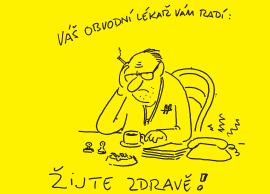 VÁŠ OBVODNÍ LÉKAŘ VÁM RADÍ:
ŽIJTE ZDRAVĚ!